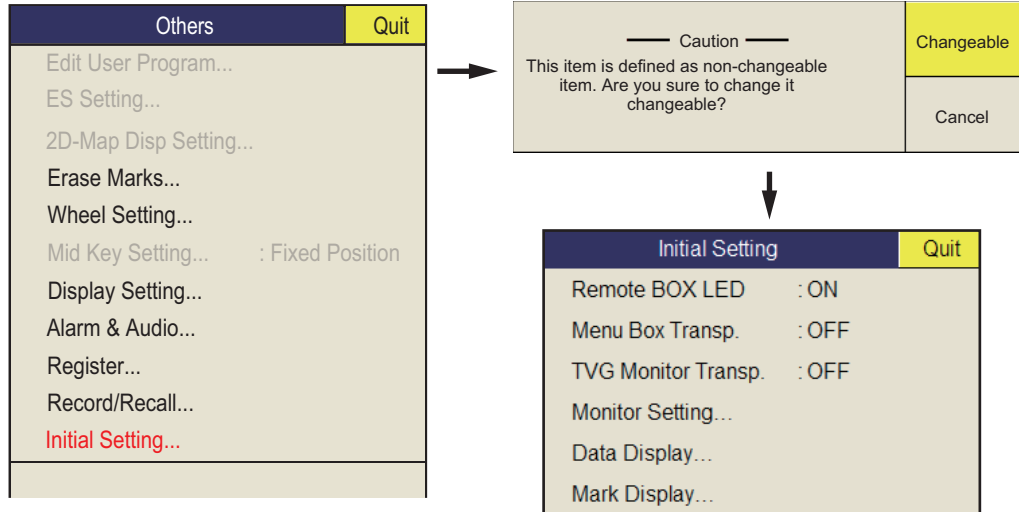 Others Quit
Edit User Program...
ES Setting...
2D-Map Disp Setting...
Erase Marks...
Wheel Setting...
Mid Key Setting... : Fixed Position
Display Setting...
Alarm & Audio...
Register...
Record/Recall...
Initial Setting...
Caution
This item is defined as non-changeable
item. Are you sure to change it
changeable?
Changeable
Cancel
Initial Setting Quit
Remote BOX LED : ON
Menu Box Transp. : OFF
TVG Monitor Transp. : OFF
Monitor Setting...
Data Display...
Mark Display...